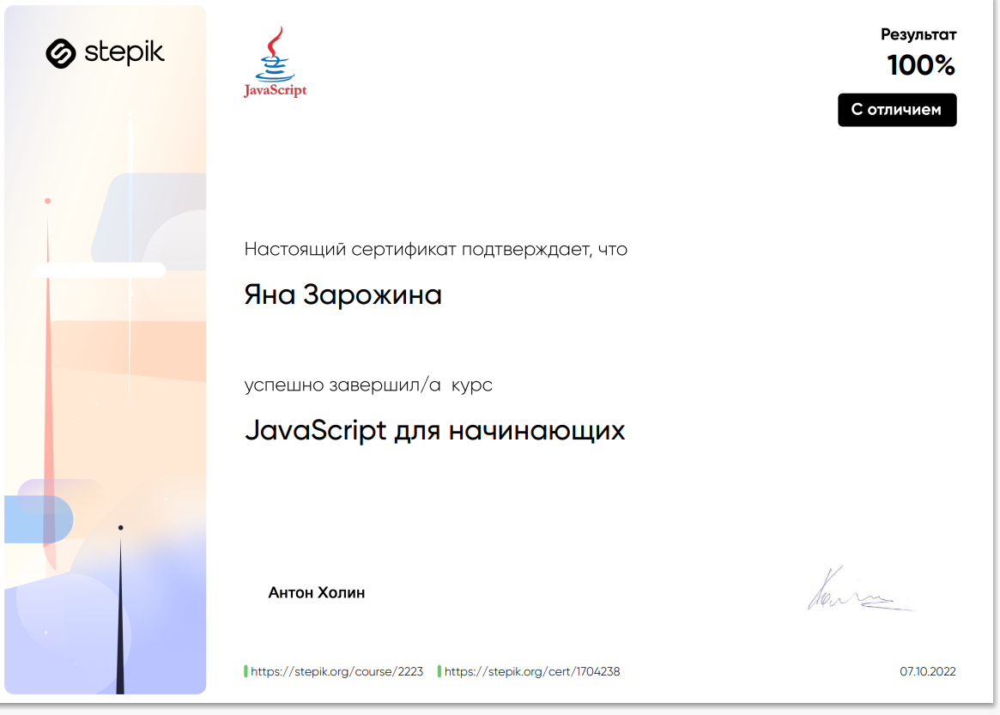 stepik
JavaScript
Результат
100%
С отличием
Настоящий сертификат подтверждает, что
Яна Зарожина
успешно завершил/а курс
JavaScript для начинающих
Антон Холин
https://stepik.org/course/2223 https://stepik.org/cert/1704238
07.10.2022